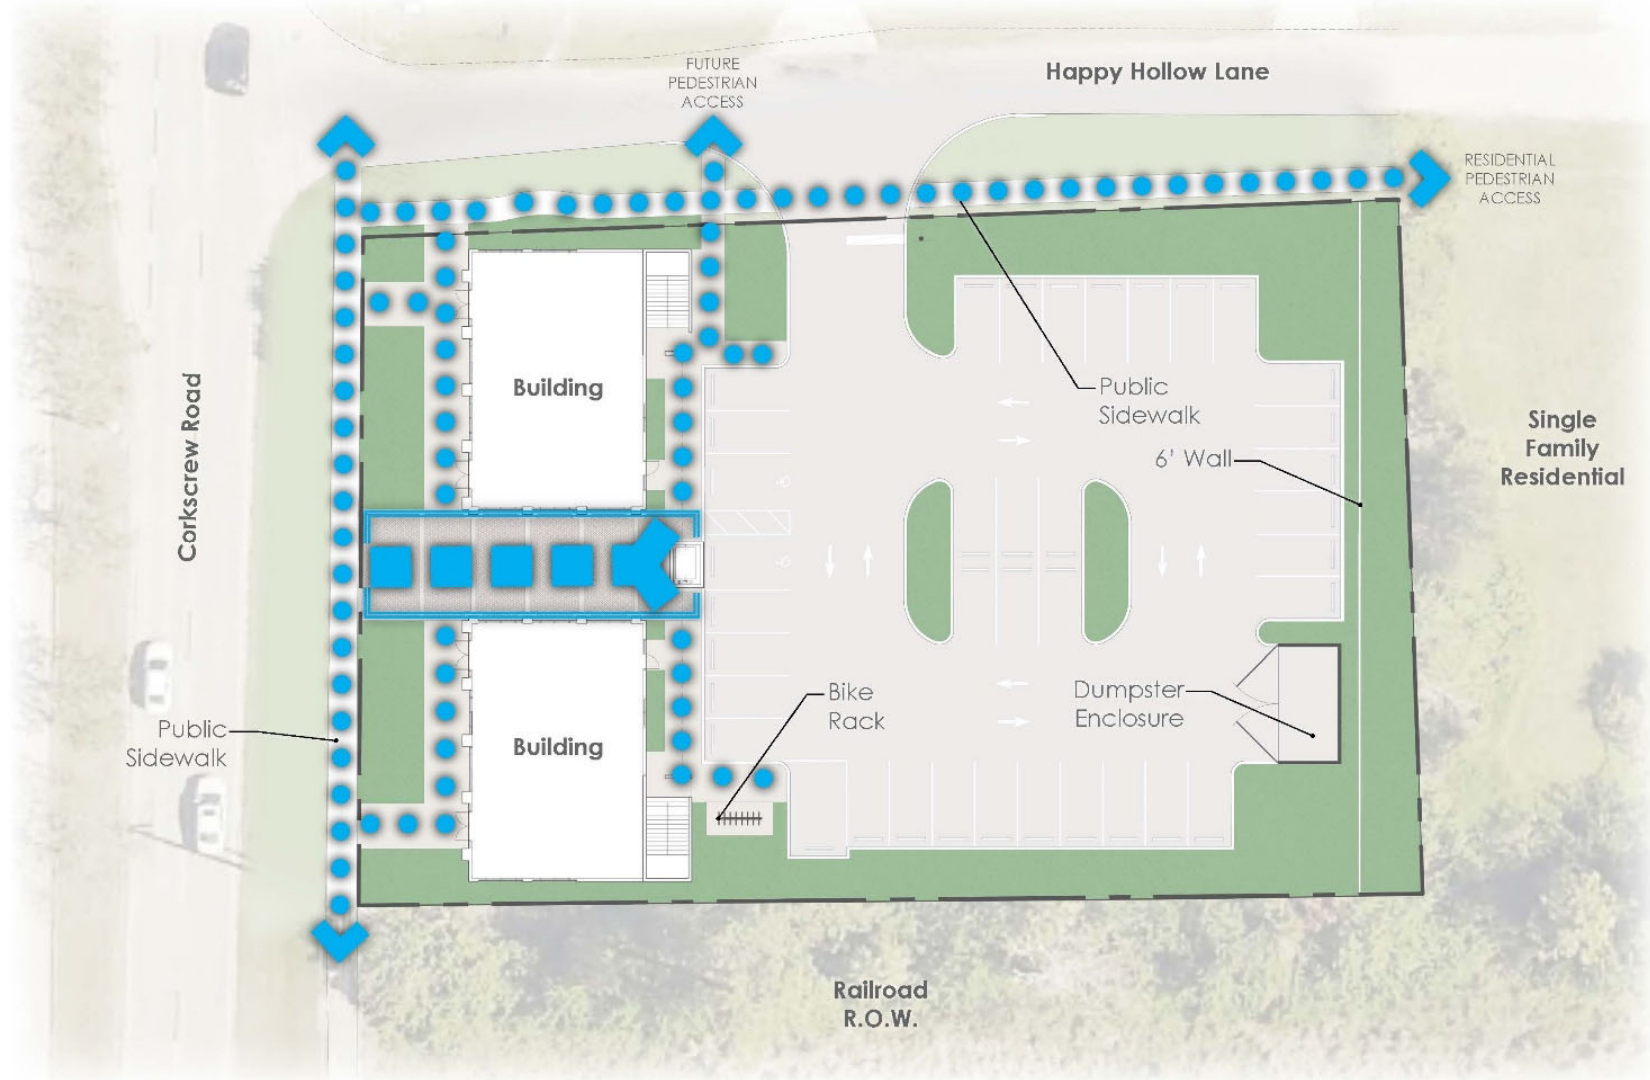 FUTURE
PEDESTRIAN
ACCESS
Happy Hollow Lane
RESIDENTIAL
PEDESTRIAN
ACCESS
Building
Public
Sidewalk
Corkscrew Road
6' Wall
Single
Family
Residential
Bike
Rack
Dumpster
Enclosure
Public
Sidewalk
Building
Railroad
R.O.W.